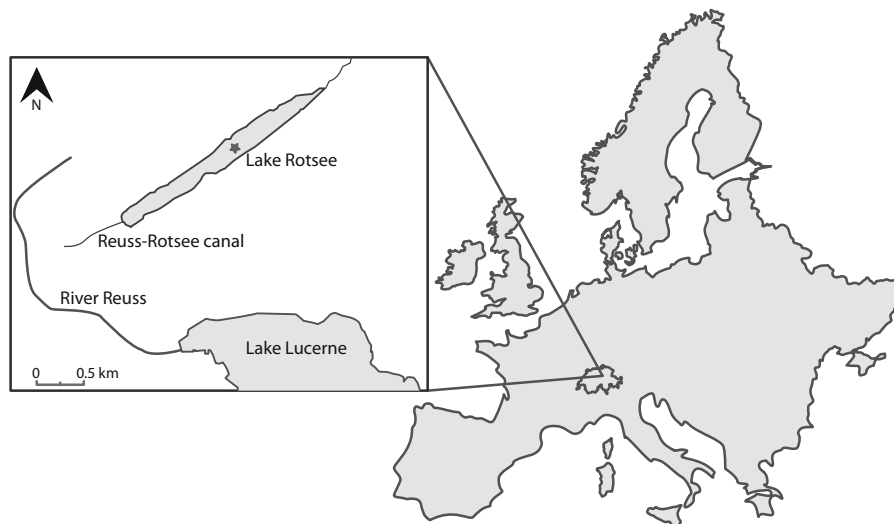 N
Lake Rotsee
Reuss-Rotsee canal
River Reuss
Lake Lucerne
0 0.5 km